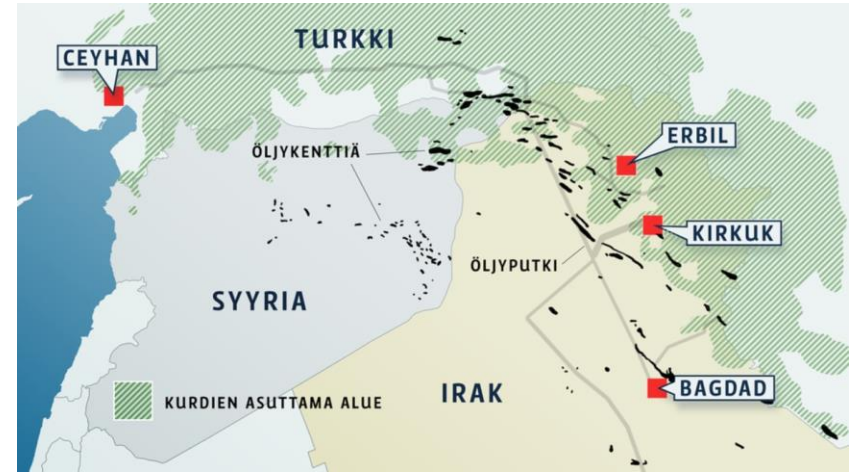 TURKKI
CEYHAN
ÖLJYKENTTIÄ
ERBIL
KIRKUK
ÖLJYPUTKI
SYYRIA
IRAK
BAGDAD
KURDIEN ASUTTAMA ALUE